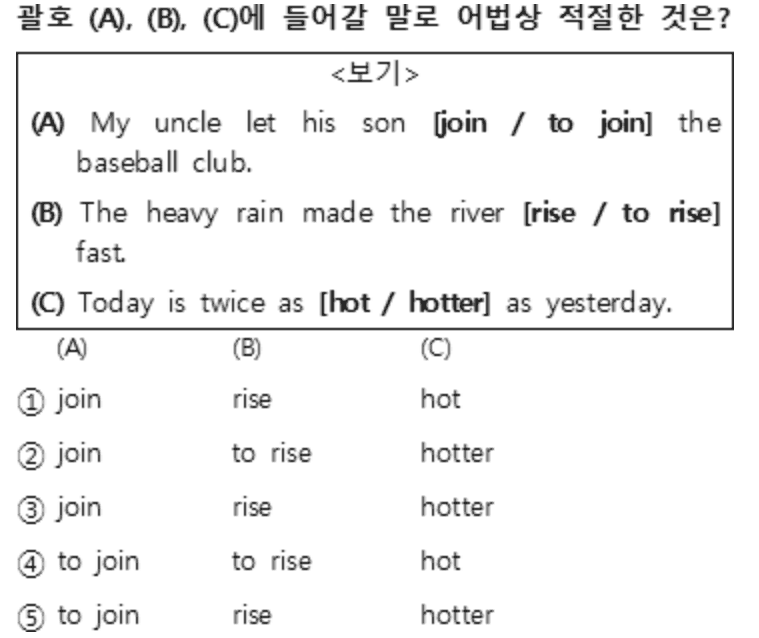 괄호 (A), (B), (C)에 들어갈 말로 어법상 적절한 것은?
<보기>
(A) My uncle let his son [join / to join] the
baseball club.
(B) The heavy rain made the river [rise / to rise]
fast.
(C) Today is twice as [hot / hotter] as yesterday.
(A) (B) (C)
① join rise hot
② join to rise hotter
③ join rise hotter
④ to join to rise hot
⑤ to join rise hotter